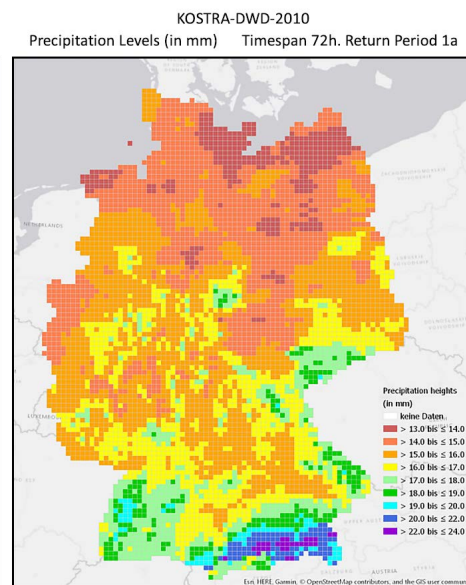 KOSTRA-DWD-2010
Precipitation Levels (in mm) Timespan 72h. Return Period 1a
NETHERLANDS
Precipitation heights
(in mm)
keine Daten
> 13.0 bis ≤ 14.0
> 14.0 bis ≤ 15.0
> 15.0 bis ≤ 16.0
> 16.0 bis ≤ 17.0
> 17.0 bis ≤ 18.0
> 18.0 bis ≤ 19.0
> 19.0 bis ≤ 20.0
> 20.0 bis ≤ 22.0
> 22.0 bis ≤ 24.0
AUSTRIA
Esri, HERE, Garmin, © OpenStreetMap contributors, and the GIS user commun